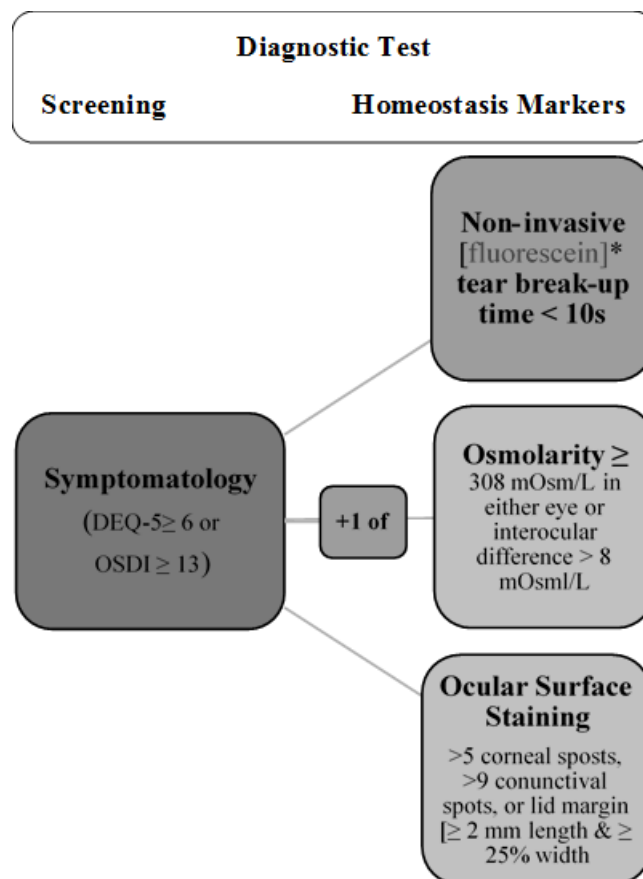 Diagnostic Test
Screening
Homeostasis Markers
Non-invasive
[fluorescein]*
tear break-up
time < 10s
Symptomatology
(DEQ-5≥ 6 or
OSDI ≥ 13)
+1 of
Osmolarity ≥
308 mOsm/L in
either eye or
interocular
difference > 8
mOsml/L
Ocular Surface
Staining
>5 corneal sposts,
>9 conunctival
spots, or lid margin
[≥ 2 mm length & ≥
25% width